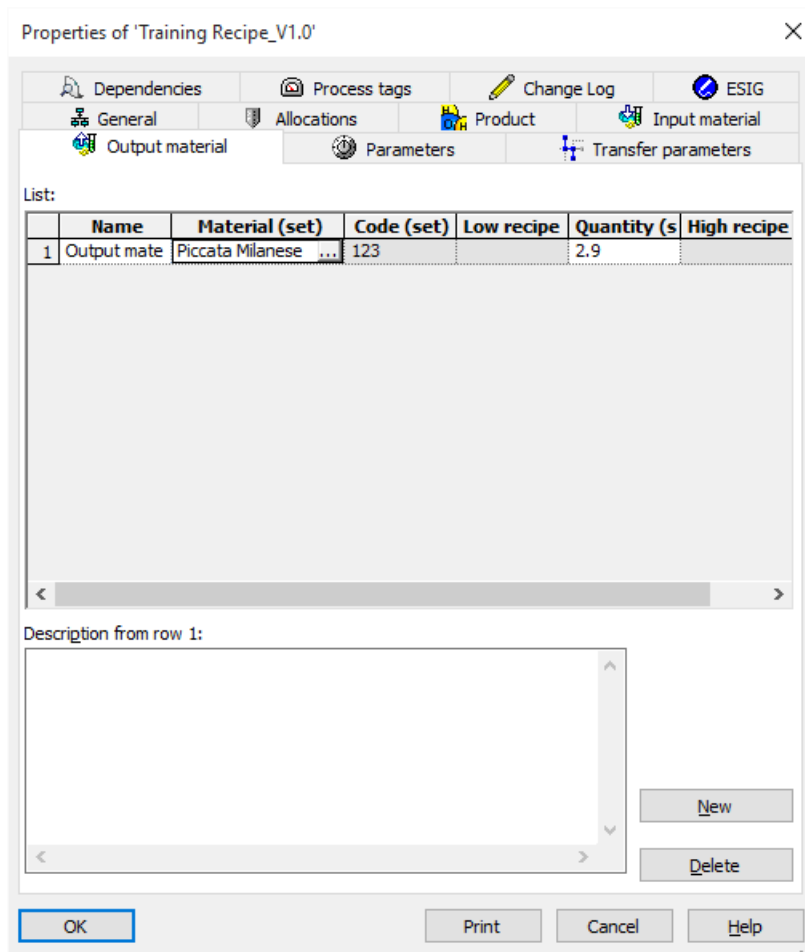 Properties of 'Training Recipe_V1.0'
Dependencies Process tags Change Log ESIG
General Allocations Product Input material
Output material Parameters Transfer parameters
List:
Name Material (set) Code (set) Low recipe Quantity (s High recipe
1 Output mate Piccata Milanese ... 123 2.9
Description from row 1:
New
Delete
OK Print Cancel Help